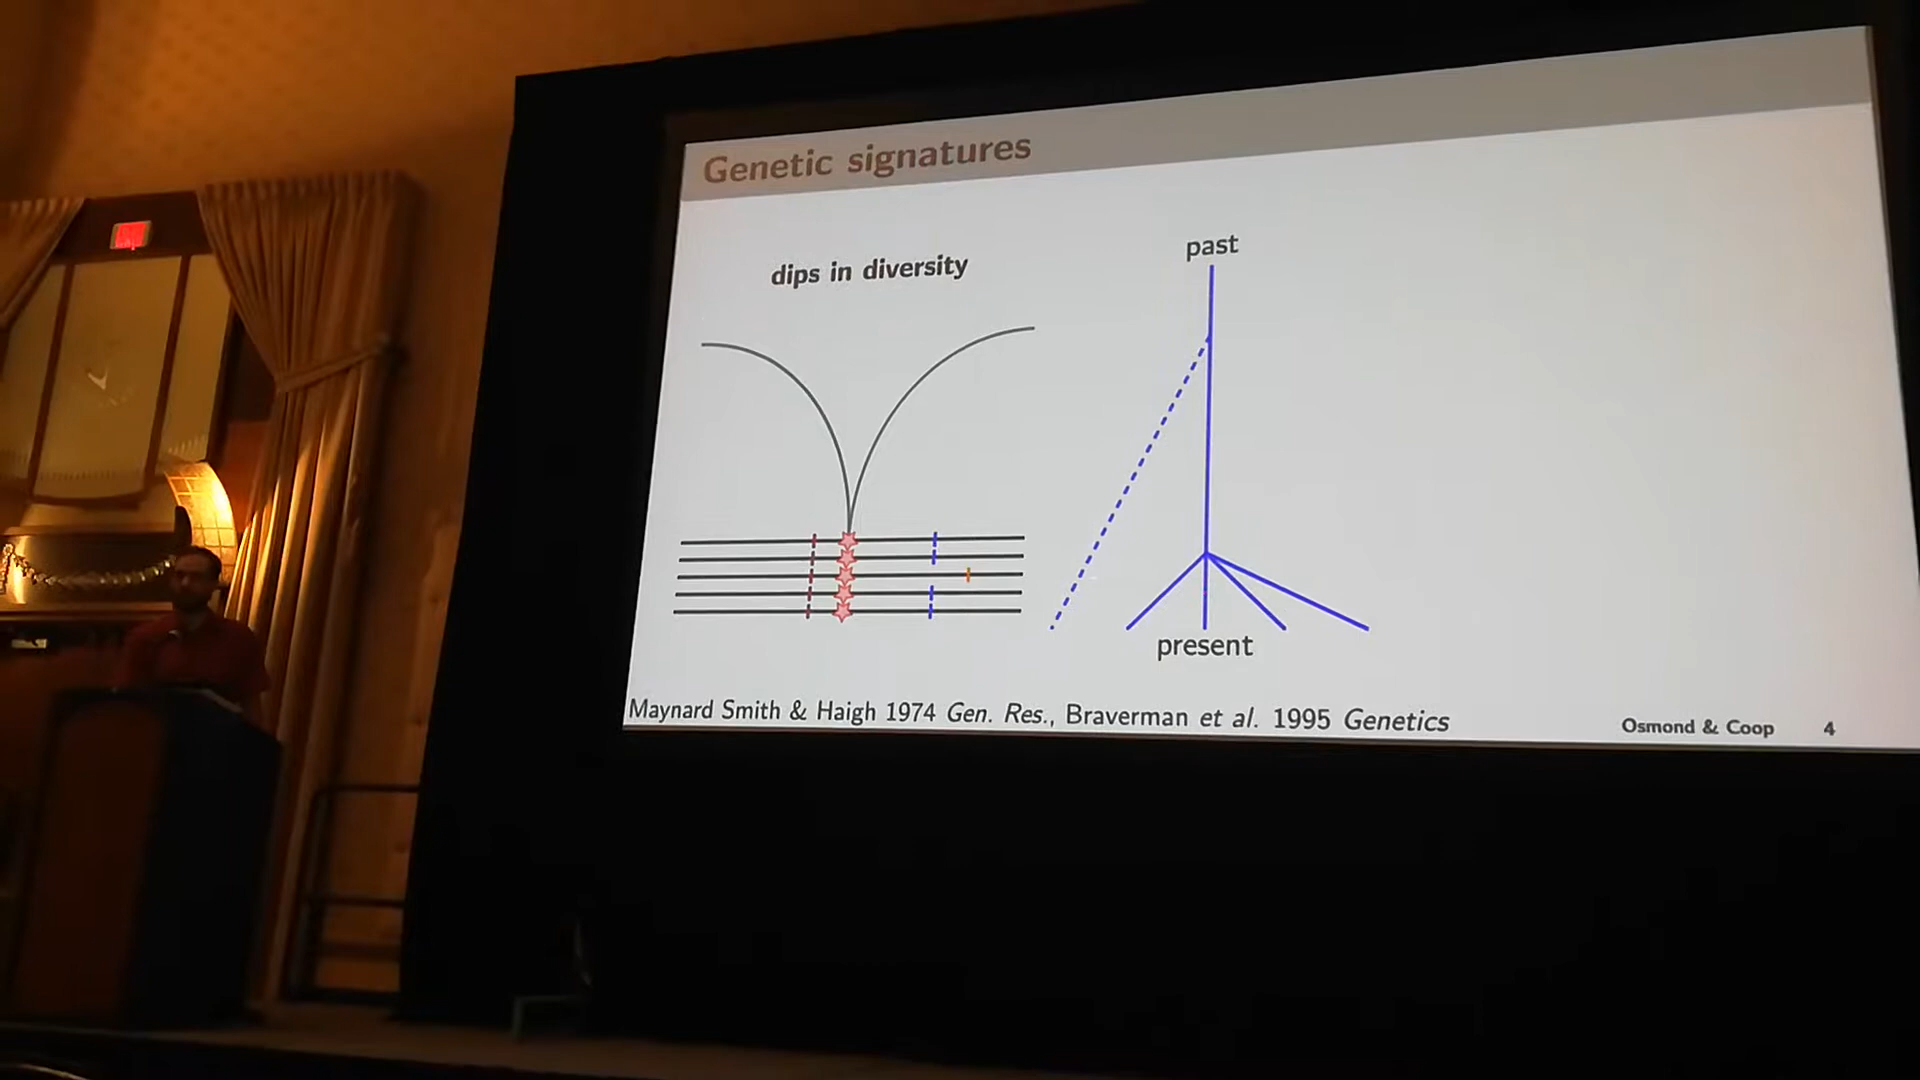 Genetic signatures
dips in diversity
past
present
Maynard Smith & Haigh 1974 Gen. Res., Braverman et al. 1995 Genetics
Osmond & Coop 4